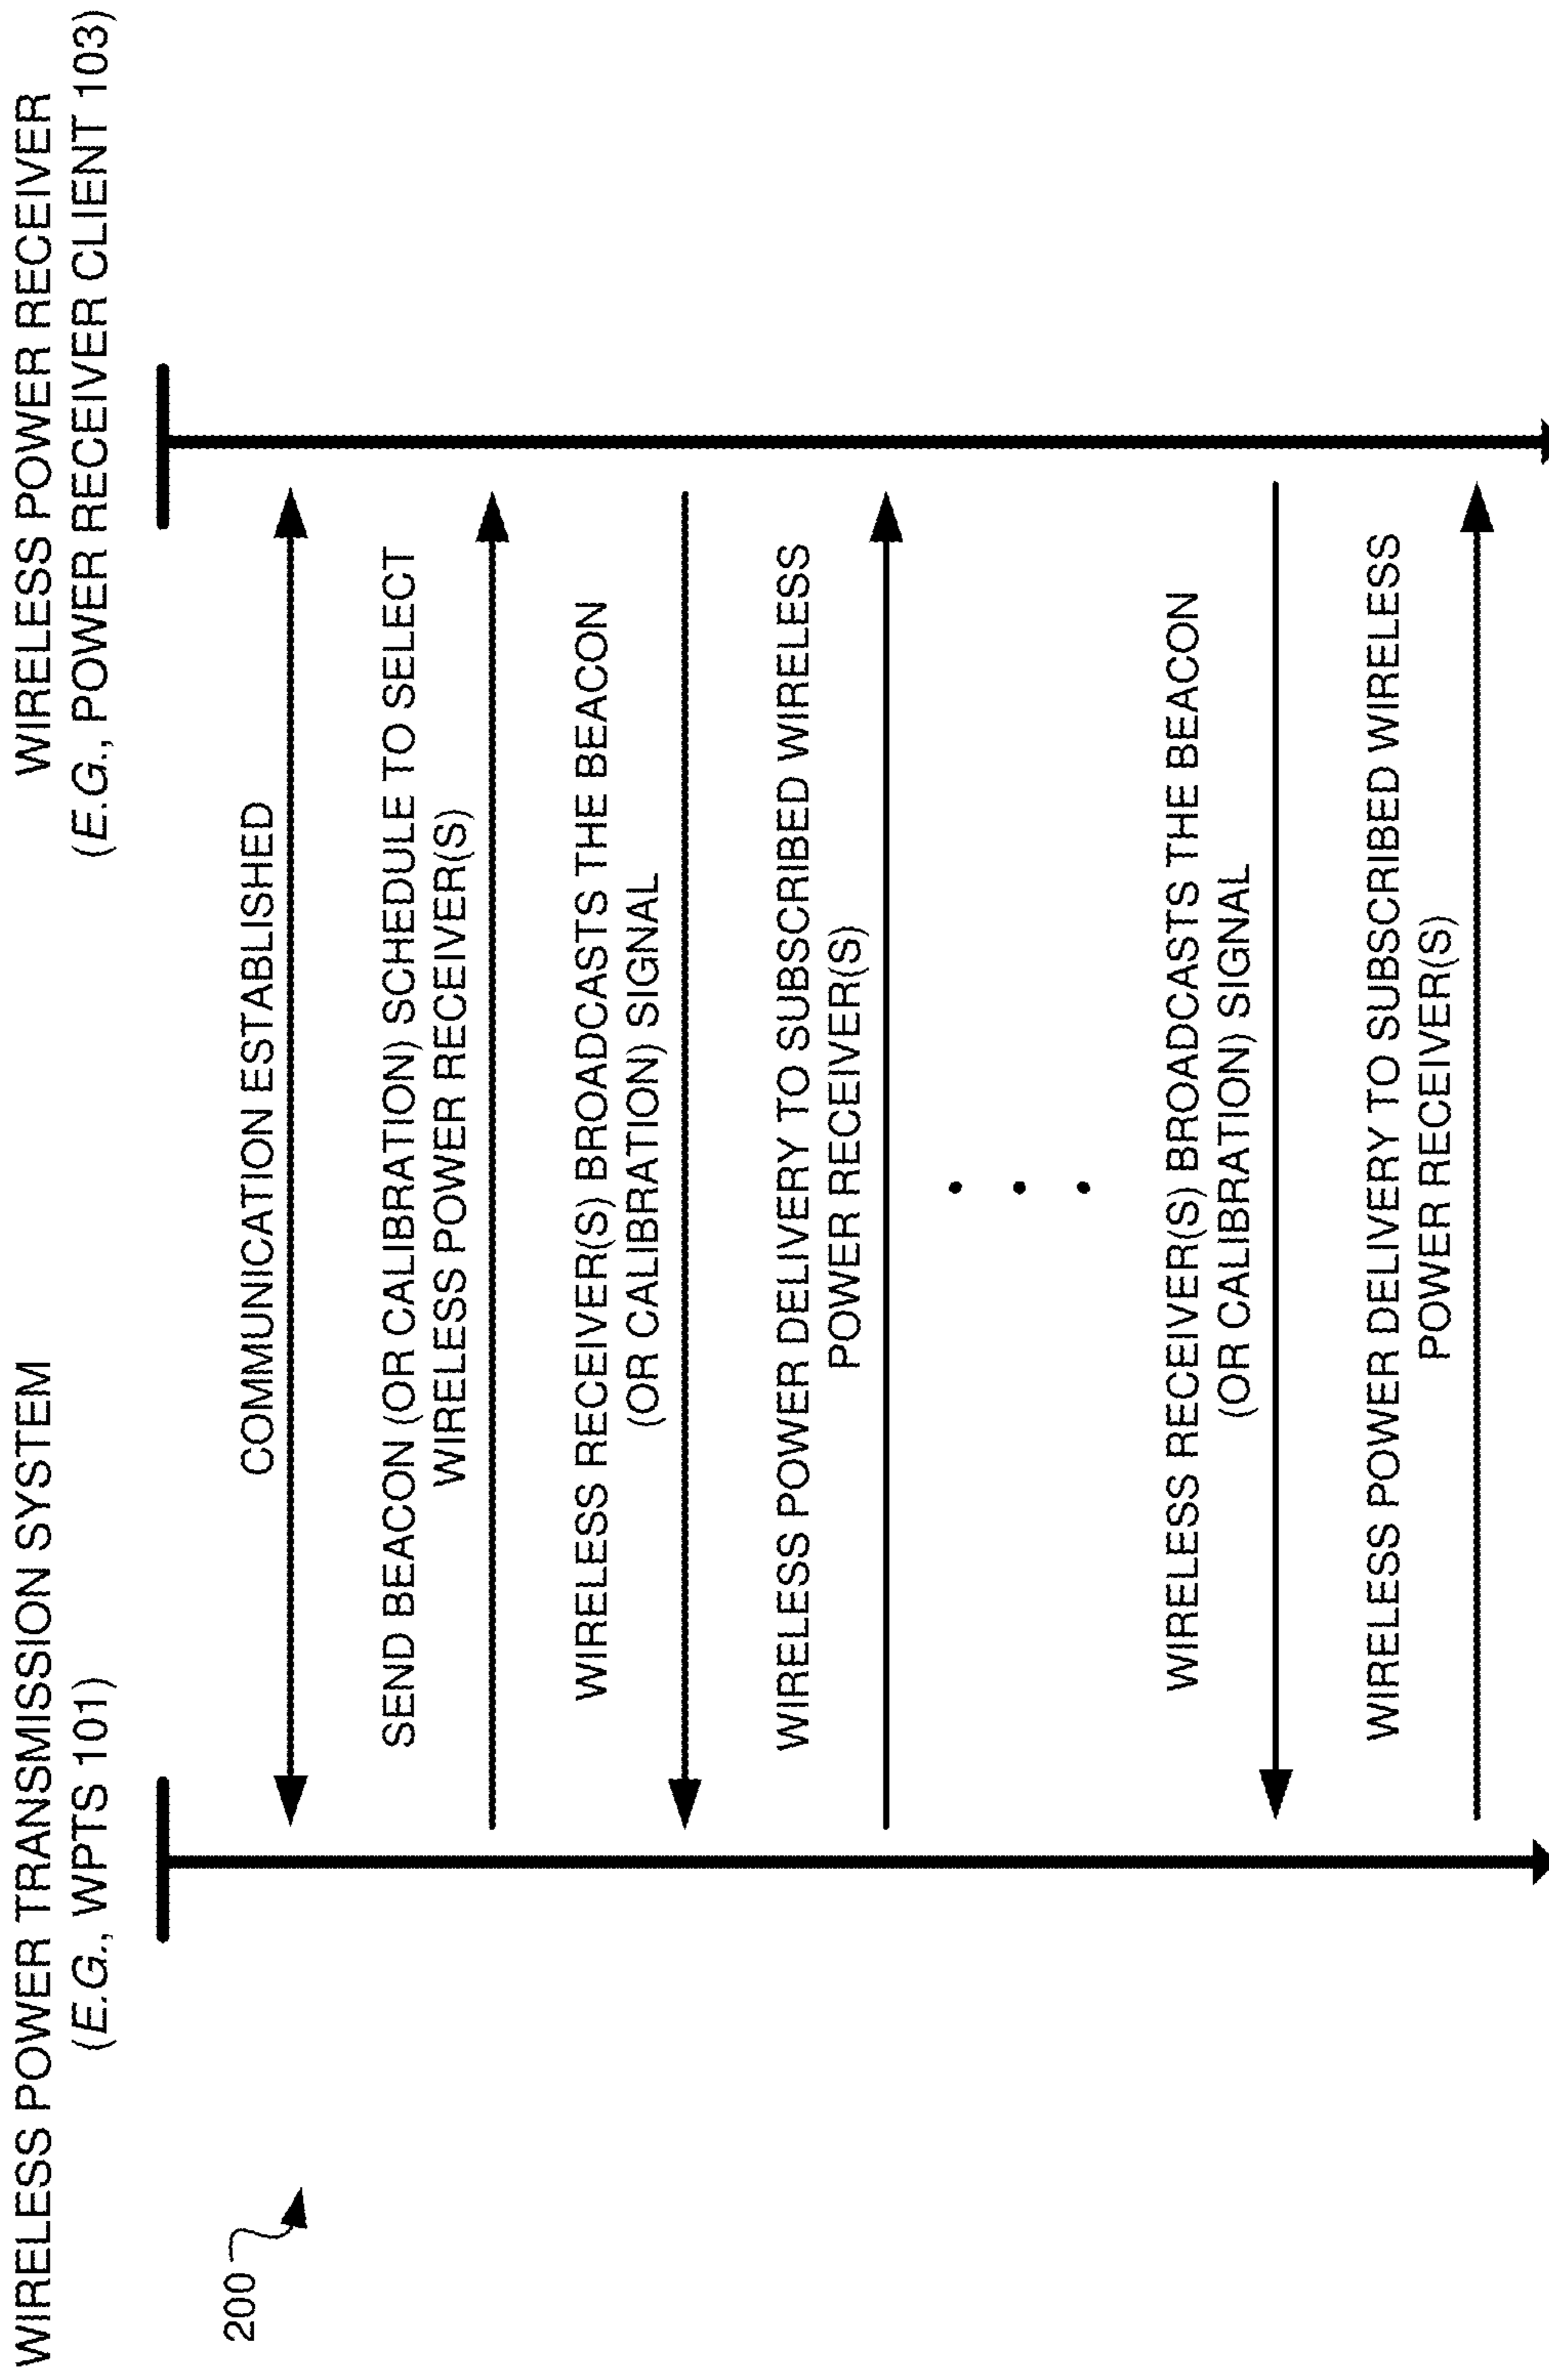 WIRELESS POWER TRANSMISSION SYSTEM
(E.G., WPTS 101)
WIRELESS POWER RECEIVER
(E.G., POWER RECEIVER CLIENT 103)
200
COMMUNICATION ESTABLISHED
SEND BEACON (OR CALIBRATION) SCHEDULE TO SELECT
WIRELESS POWER RECEIVER(S)
WIRELESS RECEIVER(S) BROADCASTS THE BEACON
(OR CALIBRATION) SIGNAL
WIRELESS POWER DELIVERY TO SUBSCRIBED WIRELESS
POWER RECEIVER(S)
WIRELESS RECEIVER(S) BROADCASTS THE BEACON
(OR CALIBRATION) SIGNAL
WIRELESS POWER DELIVERY TO SUBSCRIBED WIRELESS
POWER RECEIVER(S)